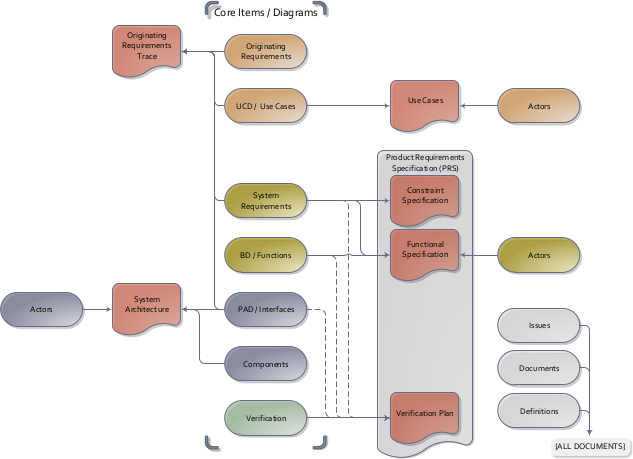 Core Items / Diagrams
Originating
Requirements
Trace
Originating
Requirements
UCD / Use Cases
Use Cases
Actors
Product Requirements
Specification (PRS)
System
Requirements
Constraint
Specification
BD / Functions
Functional
Specification
Actors
Actors
System
Architecture
PAD / Interfaces
Issues
Components
Documents
Verification
Verification Plan
Definitions
[ALL DOCUMENTS]